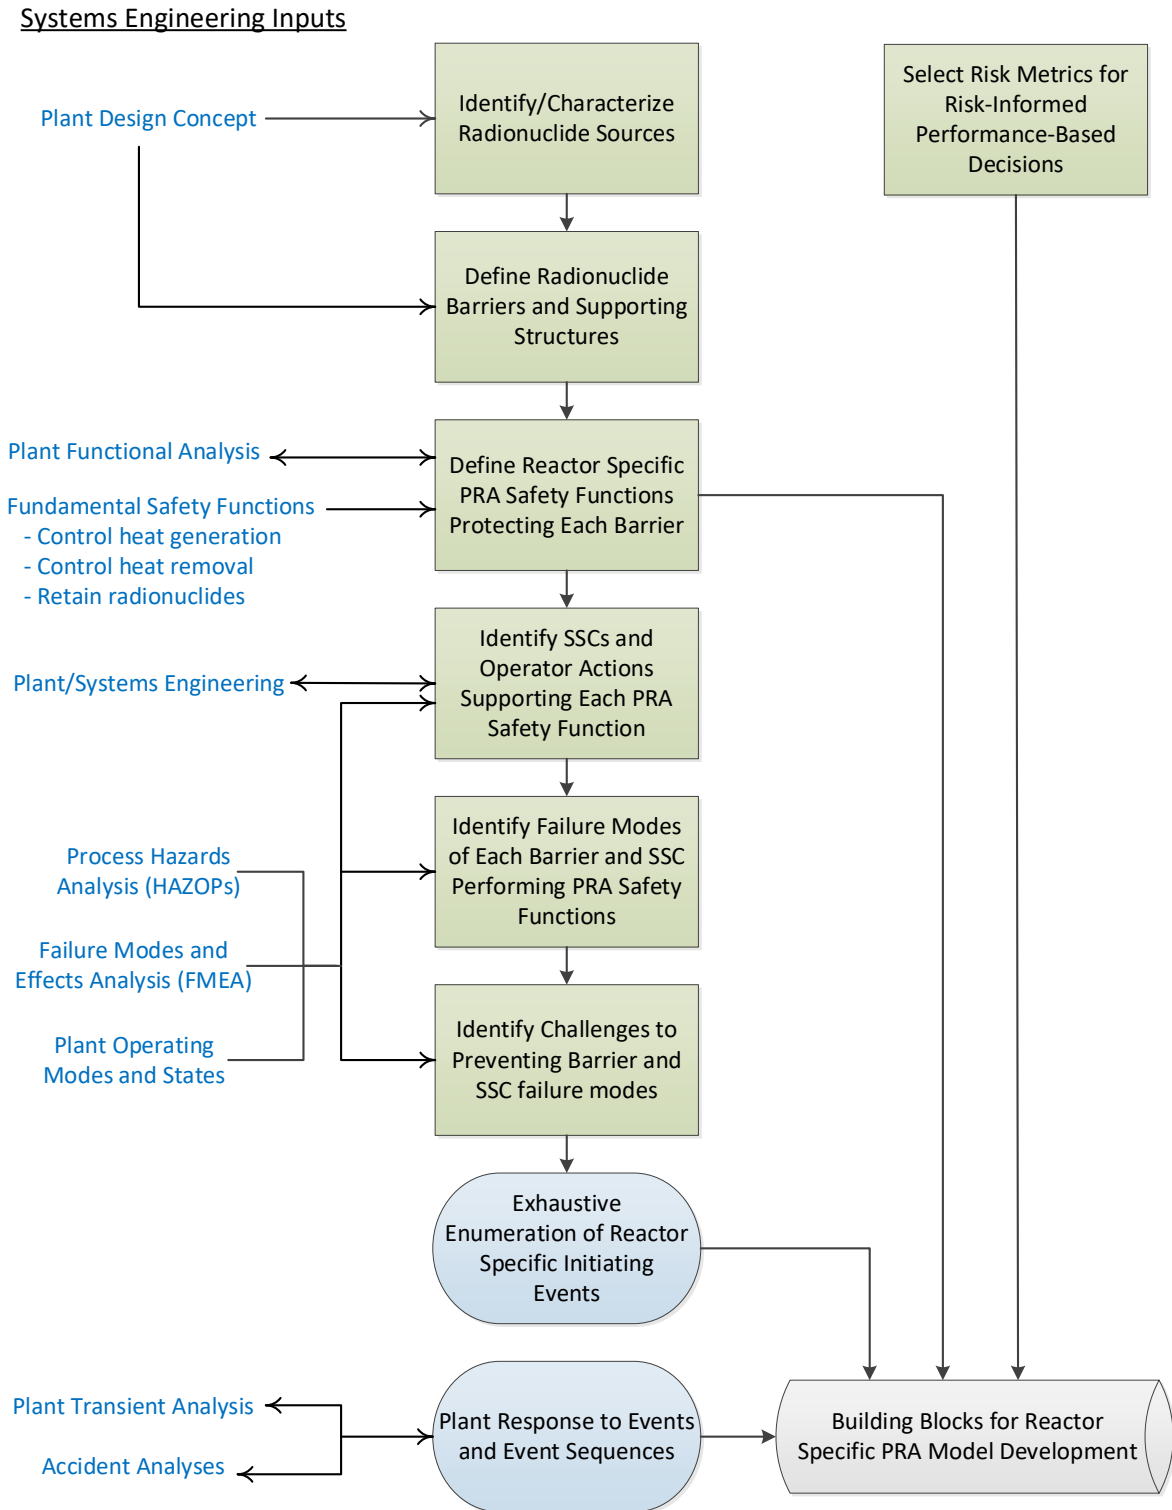 Systems Engineering Inputs
Plant Design Concept
Identify/Characterize
Radionuclide Sources
Select Risk Metrics for
Risk-Informed
Performance-Based
Decisions
Define Radionuclide
Barriers and Supporting
Structures
Plant Functional Analysis
Fundamental Safety Functions
- Control heat generation
- Control heat removal
- Retain radionuclides
Define Reactor Specific
PRA Safety Functions
Protecting Each Barrier
Plant/Systems Engineering
Identify SSCs and
Operator Actions
Supporting Each PRA
Safety Function
Process Hazards
Analysis (HAZOPs)
Identify Failure Modes
of Each Barrier and SSC
Performing PRA Safety
Functions
Failure Modes and
Effects Analysis (FMEA)
Plant Operating
Modes and States
Identify Challenges to
Preventing Barrier and
SSC failure modes
Exhaustive
Enumeration of Reactor
Specific Initiating
Events
Plant Transient Analysis
Accident Analyses
Plant Response to Events
and Event Sequences
Building Blocks for Reactor
Specific PRA Model Development